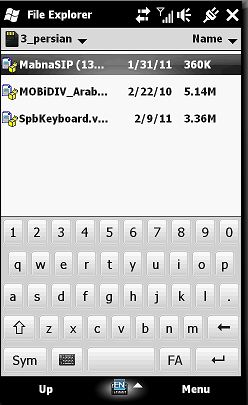 File Explorer
3_persian Name
MabnaSIP (13... 1/31/11 360K
MOBiDIV_Arab... 2/22/10 5.14M
SpbKeyboard.v... 2/9/11 3.36M
1 2 3 4 5 6 7 8 9 0
q w e r t y u i o p
a s d f g h j k l .
z x c v b n m
Sym FA
Up EN Menu